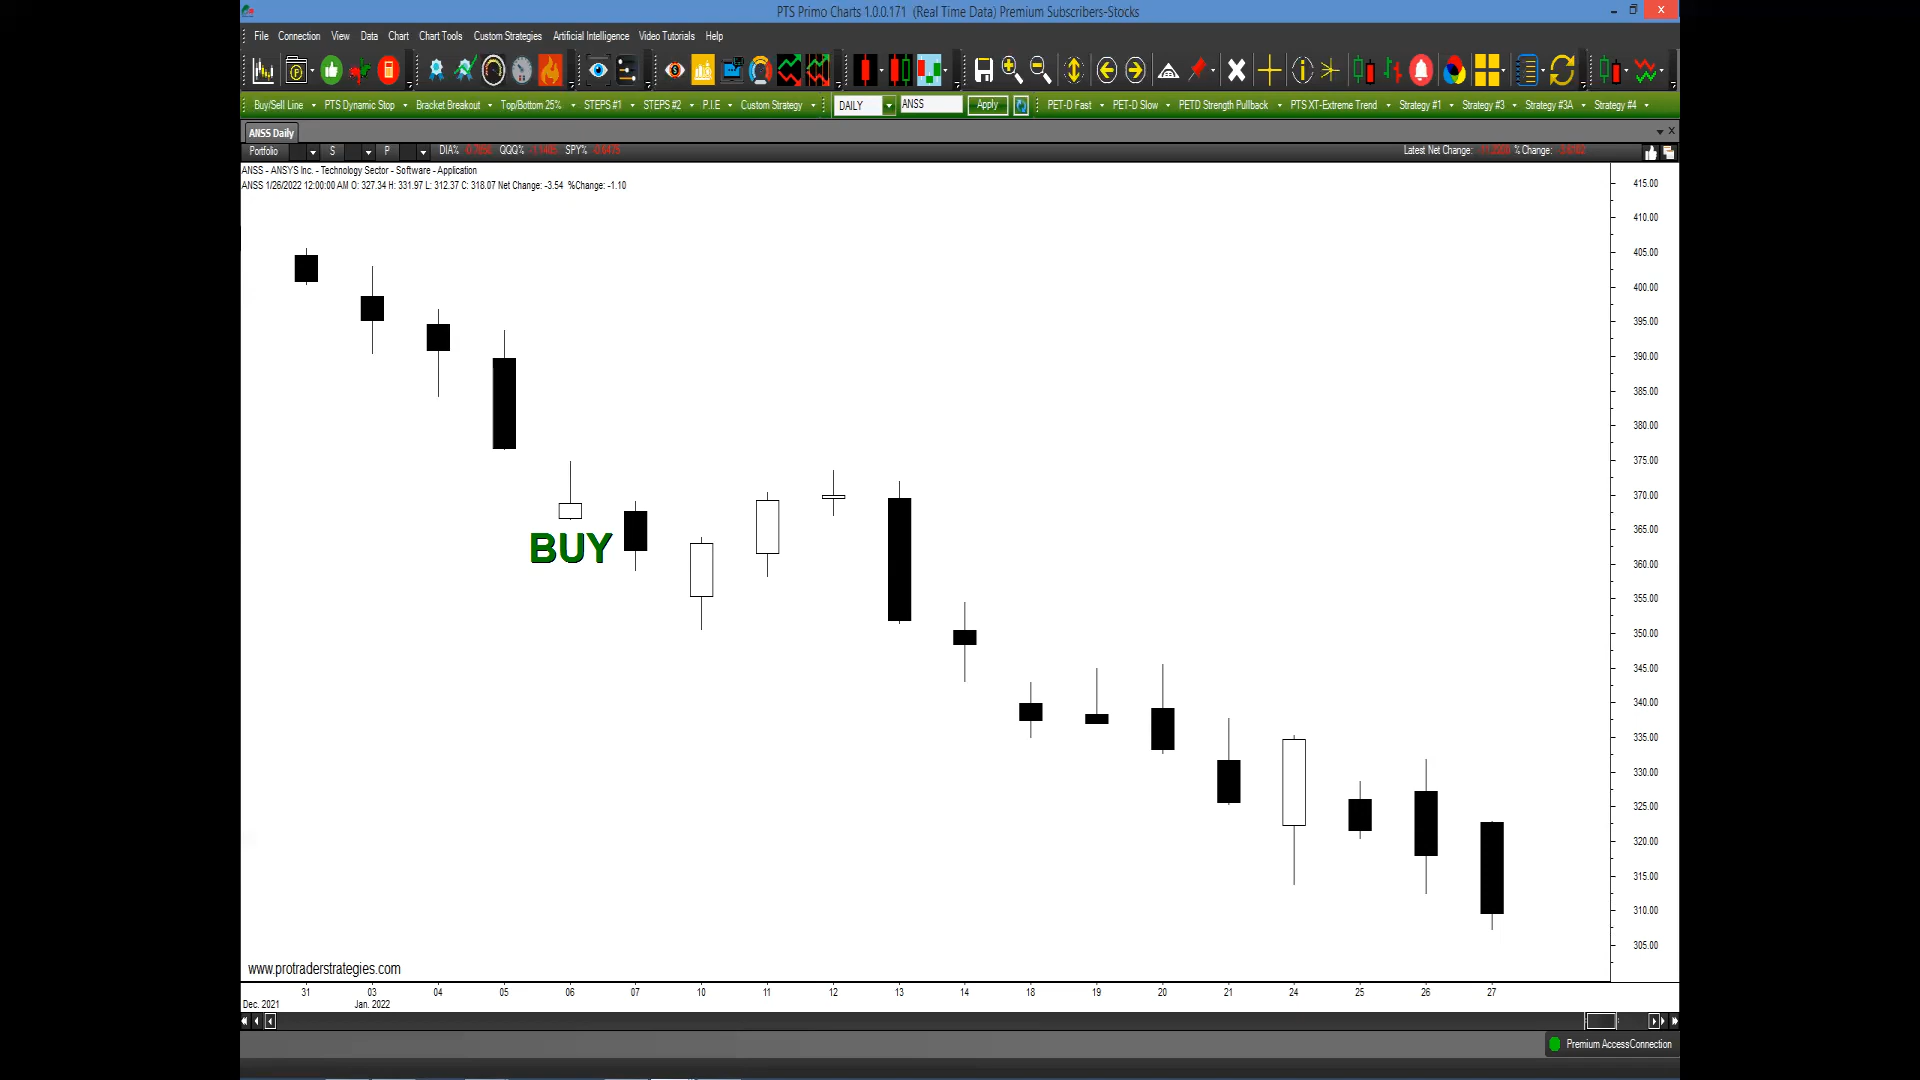 PTS Primo Charts 1.0.0.171 (Real Time Data) Premium Subscribers-Stocks
File Connection View Data Chart Chart Tools Custom Strategies Artificial Intelligence Video Tutorials Help
Buy/Sell Line PTS Dynamic Stop Bracket Breakout Top/Bottom 25% STEPS #1 STEPS #2 P.I.E Custom Strategy DAILY ANSS Apply PET-D Fast PET-D Slow PETD Strength Pullback PTS XT-Extreme Trend Strategy #1 Strategy #3 Strategy #3A Strategy #4
ANSS Daily
Portfolio S P DIA% QQQ% SPY% Latest Net Change: % Change:
ANSS - ANSYS Inc. - Technology Sector - Software - Application
ANSS 1/26/2022 12:00:00 AM O: 327.34 H: 331.97 L: 312.37 C: 318.07 Net Change: -3.54 %Change: -1.10
415.00
410.00
405.00
400.00
395.00
390.00
385.00
380.00
375.00
370.00
365.00
360.00
355.00
350.00
345.00
340.00
335.00
330.00
325.00
320.00
315.00
310.00
305.00
BUY
www.protraderstrategies.com
31 03 04 05 06 07 10 11 12 13 14 18 19 20 21 24 25 26 27
Dec. 2021 Jan. 2022
Premium AccessConnection